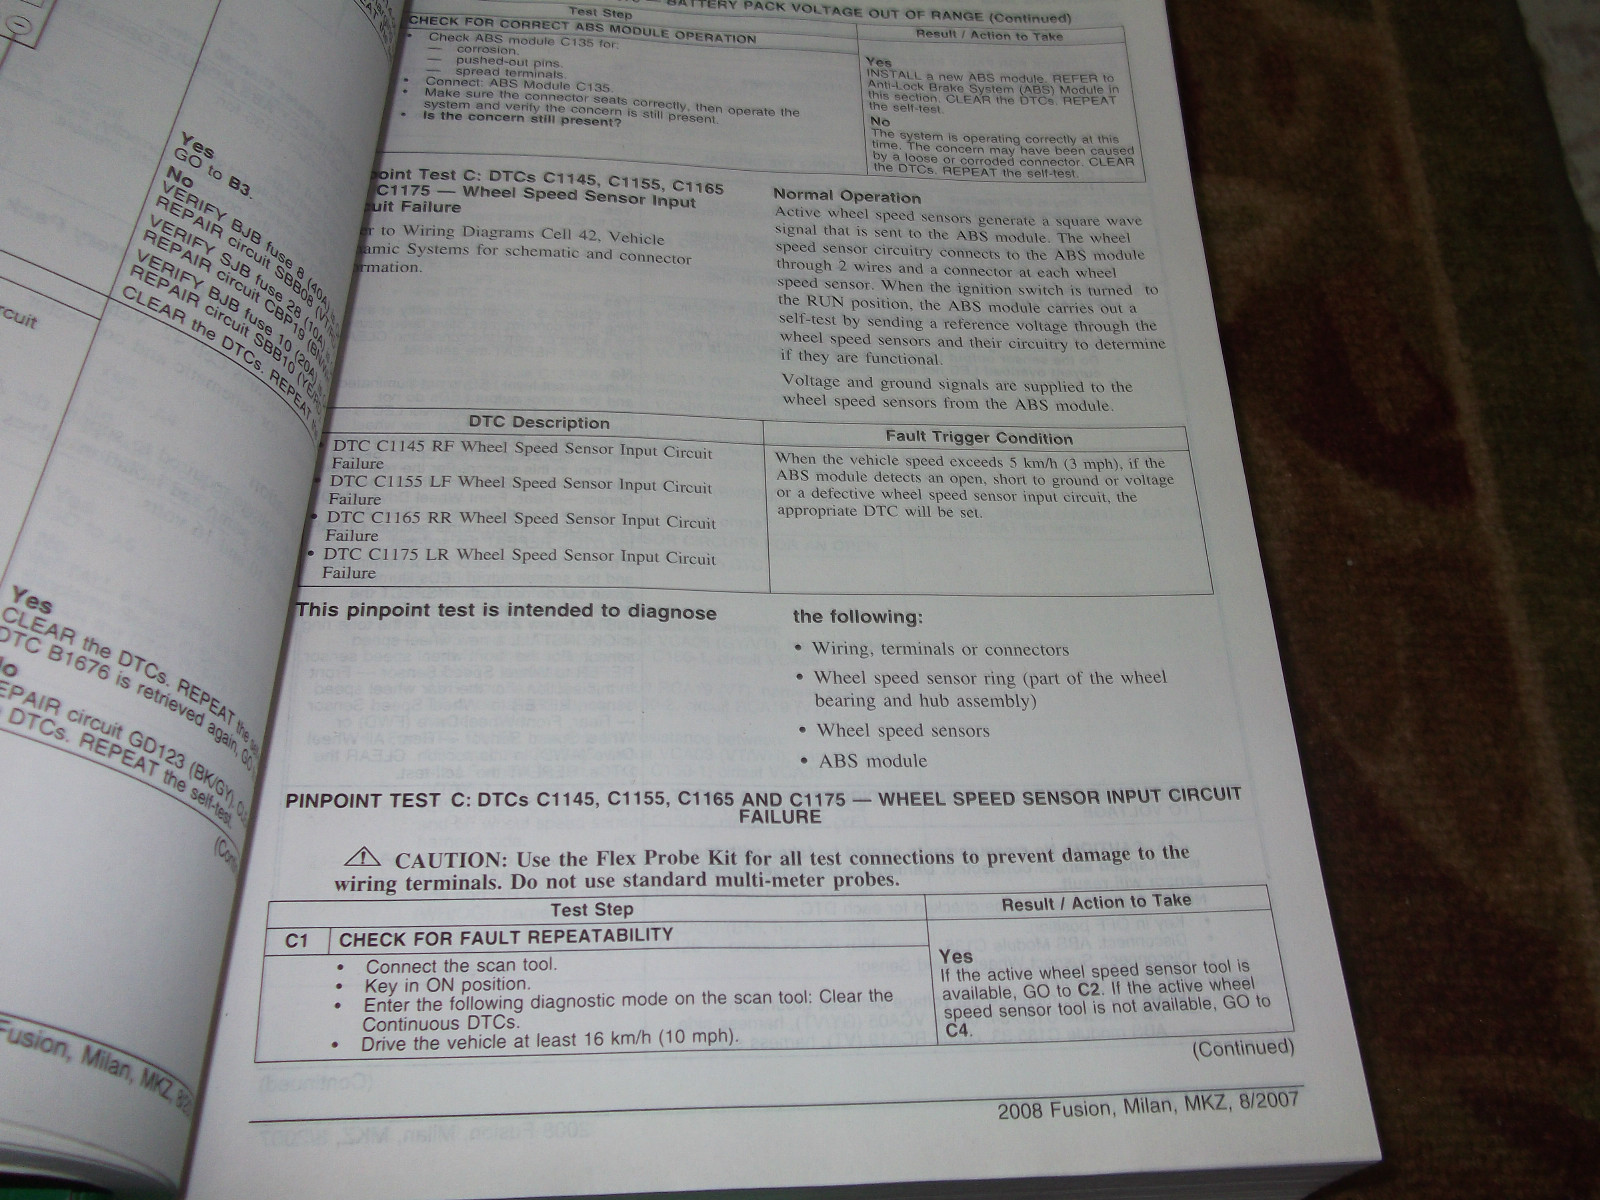 Yes
GO to B3.
No
VERIFY BJB fuse 8 (40A)
REPAIR circuit SBB08
VERIFY SJB fuse 28 (10A)
REPAIR circuit CBP19
VERIFY BJB fuse 10 (20A)
REPAIR circuit SBB10 (YE/RD
CLEAR the DTCs. REPEAT
Yes
CLEAR the DTCs. REPEAT the
DTC B1676 is retrieved again, GO
No
REPAIR circuit GD123 (BK/GY).
DTCs. REPEAT the self-test.
Fusion, Milan, MKZ,
BATTERY PACK VOLTAGE OUT OF RANGE (Continued)
Test Step
Result / Action to Take
CHECK FOR CORRECT ABS MODULE OPERATION
• Check ABS module C135 for:
— corrosion.
— pushed-out pins.
— spread terminals.
• Connect: ABS Module C135.
• Make sure the connector seats correctly, then operate the
system and verify the concern is still present.
• Is the concern still present?
Yes
INSTALL a new ABS module. REFER to
Anti-Lock Brake System (ABS) Module in
this section. CLEAR the DTCs. REPEAT
the self-test.
No
The system is operating correctly at this
time. The concern may have been caused
by a loose or corroded connector. CLEAR
the DTCs. REPEAT the self-test.
oint Test C: DTCs C1145, C1155, C1165
C1175 — Wheel Speed Sensor Input
uit Failure
er to Wiring Diagrams Cell 42, Vehicle
amic Systems for schematic and connector
rmation.
Normal Operation
Active wheel speed sensors generate a square wave
signal that is sent to the ABS module. The wheel
speed sensor circuitry connects to the ABS module
through 2 wires and a connector at each wheel
speed sensor. When the ignition switch is turned to
the RUN position, the ABS module carries out a
self-test by sending a reference voltage through the
wheel speed sensors and their circuitry to determine
if they are functional.
Voltage and ground signals are supplied to the
wheel speed sensors from the ABS module.
DTC Description
Fault Trigger Condition
• DTC C1145 RF Wheel Speed Sensor Input Circuit
Failure
• DTC C1155 LF Wheel Speed Sensor Input Circuit
Failure
• DTC C1165 RR Wheel Speed Sensor Input Circuit
Failure
• DTC C1175 LR Wheel Speed Sensor Input Circuit
Failure
When the vehicle speed exceeds 5 km/h (3 mph), if the
ABS module detects an open, short to ground or voltage
or a defective wheel speed sensor input circuit, the
appropriate DTC will be set.
This pinpoint test is intended to diagnose
the following:
• Wiring, terminals or connectors
• Wheel speed sensor ring (part of the wheel
bearing and hub assembly)
• Wheel speed sensors
• ABS module
PINPOINT TEST C: DTCs C1145, C1155, C1165 AND C1175 — WHEEL SPEED SENSOR INPUT CIRCUIT
FAILURE
CAUTION: Use the Flex Probe Kit for all test connections to prevent damage to the
wiring terminals. Do not use standard multi-meter probes.
Test Step
Result / Action to Take
C1 CHECK FOR FAULT REPEATABILITY
• Connect the scan tool.
• Key in ON position.
• Enter the following diagnostic mode on the scan tool: Clear the
Continuous DTCs.
• Drive the vehicle at least 16 km/h (10 mph).
Yes
If the active wheel speed sensor tool is
available, GO to C2. If the active wheel
speed sensor tool is not available, GO to
C4.
(Continued)
2008 Fusion, Milan, MKZ, 8/2007